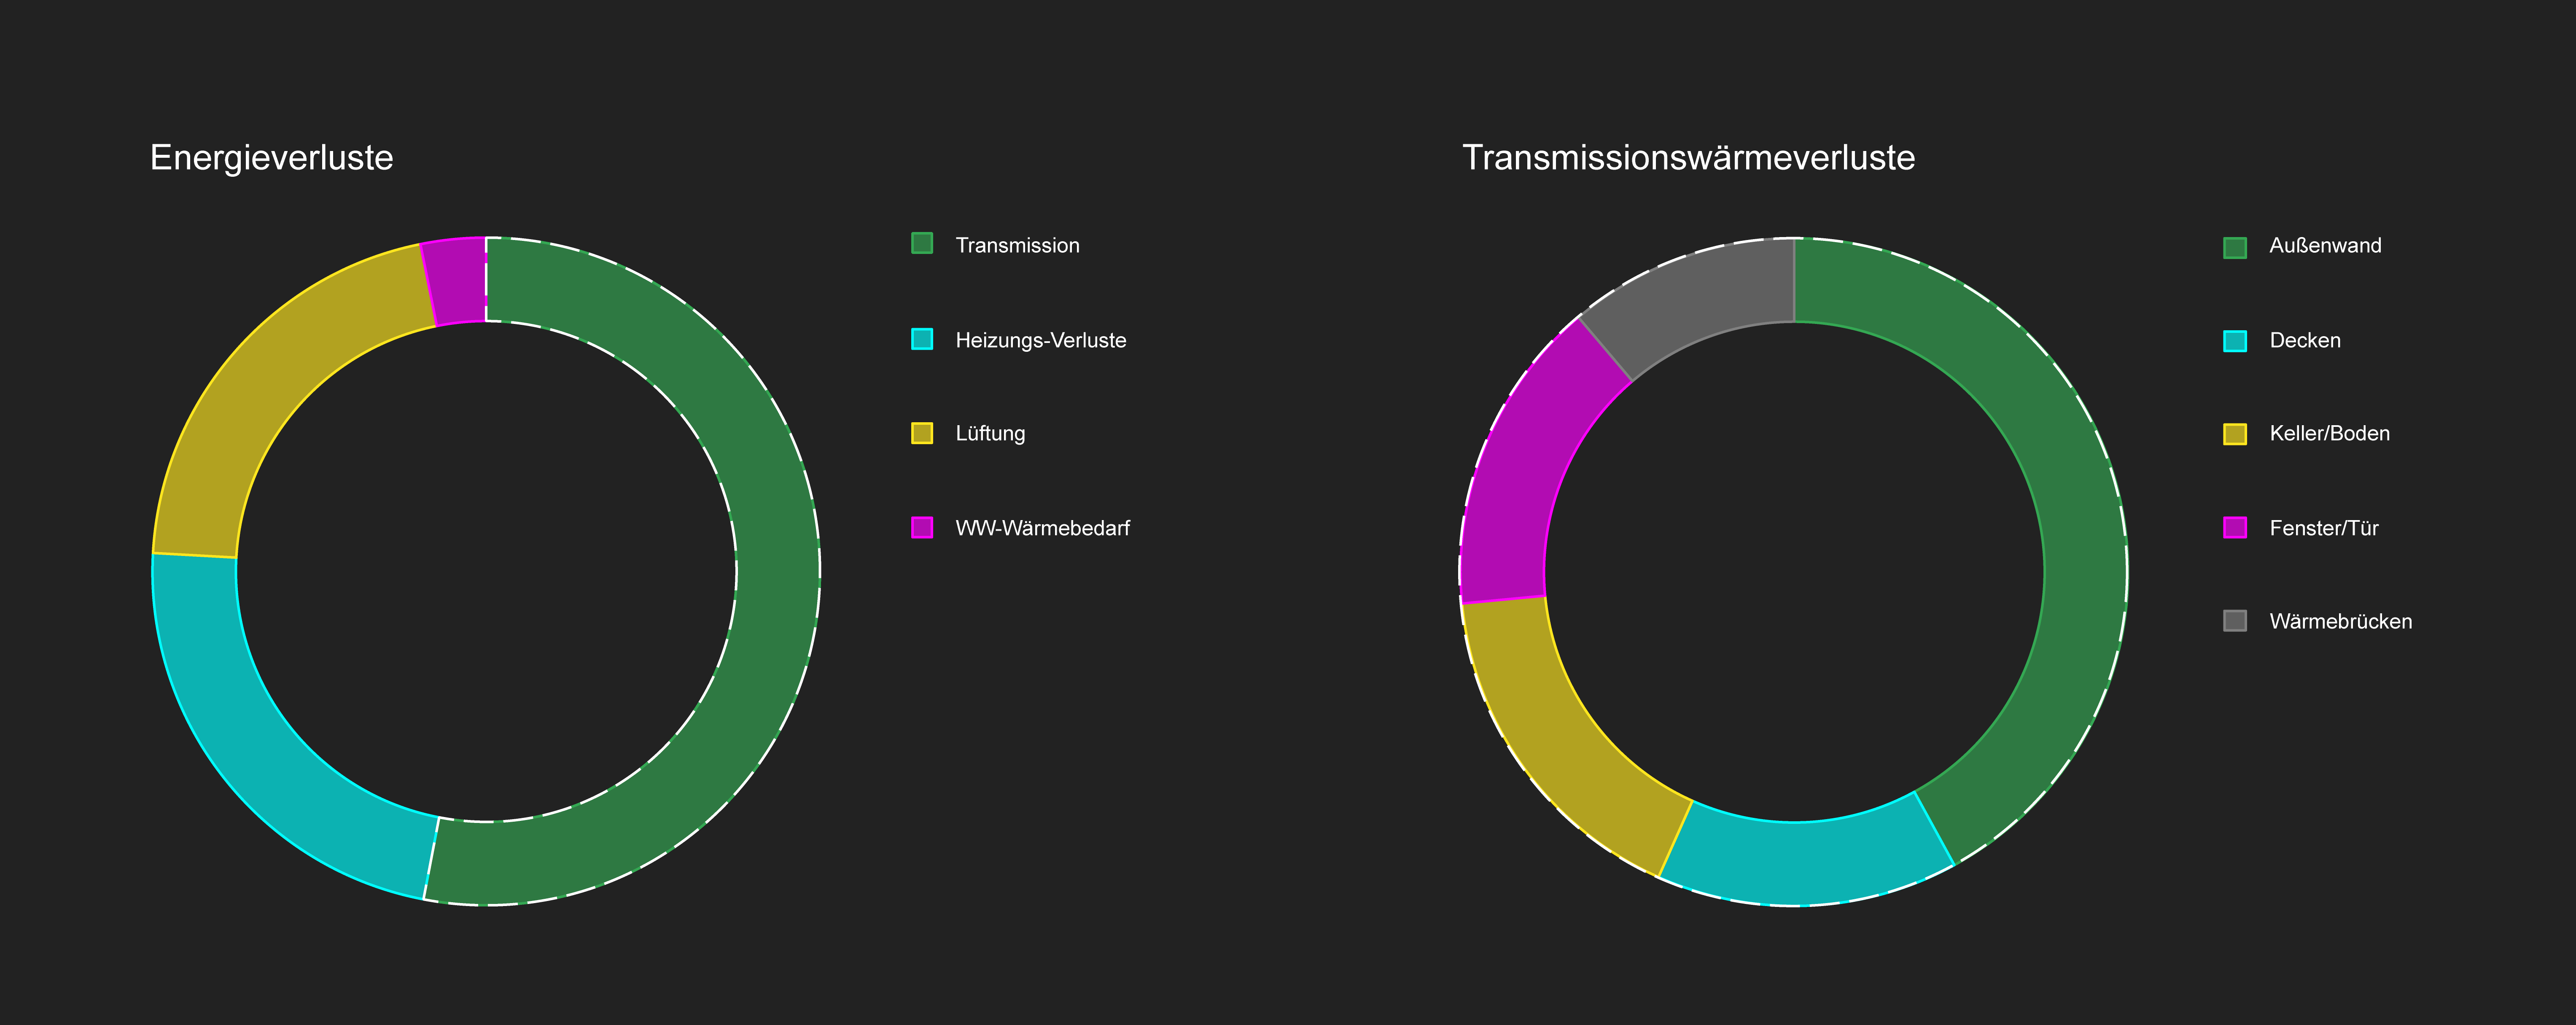 Energieverluste
Transmission
Heizungs-Verluste
Lüftung
WW-Wärmebedarf
Transmissionswärmeverluste
Außenwand
Decken
Keller/Boden
Fenster/Tür
Wärmebrücken